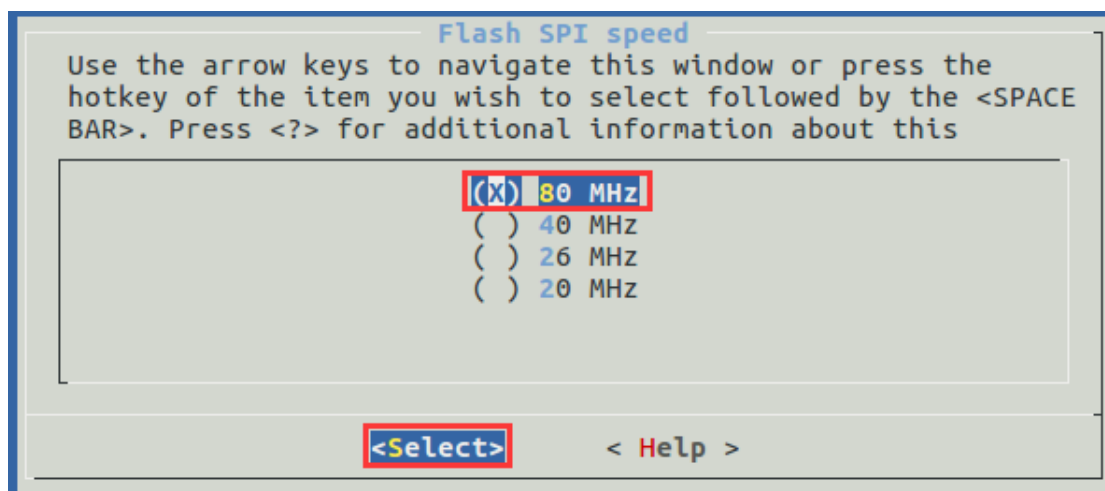 Flash SPI speed
Use the arrow keys to navigate this window or press the
hotkey of the item you wish to select followed by the <SPACE
BAR>. Press <?> for additional information about this
(X) 80 MHz
( ) 40 MHz
( ) 26 MHz
( ) 20 MHz
<Select> < Help >